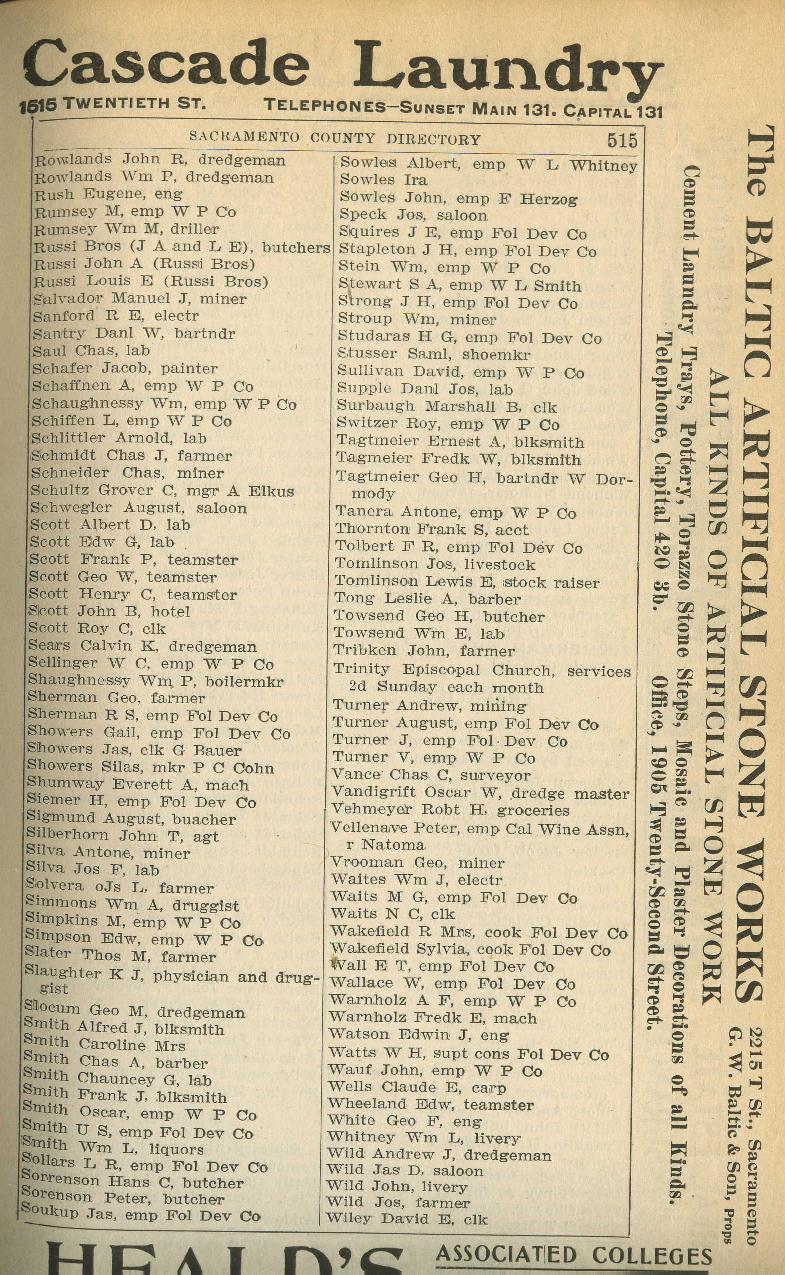 Cascade Laundry
1515 TWENTIETH ST. TELEPHONES—SUNSET MAIN 131. CAPITAL 131
SACRAMENTO COUNTY DIRECTORY 515
Rowlands John R, dredgeman
Rowlands Wm P, dredgeman
Rush Eugene, eng
Rumsey M, emp W P Co
Rumsey Wm M, driller
Russi Bros (J A and L E), butchers
Russi John A (Russi Bros)
Russi Louis E (Russi Bros)
Salvador Manuel J, miner
Sanford R E, electr
Santry Danl W, bartndr
Saul Chas, lab
Schafer Jacob, painter
Schaffnen A, emp W P Co
Schaughnessy Wm, emp W P Co
Schiffen L, emp W P Co
Schlittler Arnold, lab
Schmidt Chas J, farmer
Schneider Chas, miner
Schultz Grover C, mgr A Elkus
Schwegler August, saloon
Scott Albert D, lab
Scott Edw G, lab
Scott Frank P, teamster
Scott Geo W, teamster
Scott Henry C, teamster
Scott John B, hotel
Scott Roy C, clk
Sears Calvin K, dredgeman
Sellinger W C, emp W P Co
Shaughnessy Wm P, boilermkr
Sherman Geo, farmer
Sherman R S, emp Fol Dev Co
Showers Gail, emp Fol Dev Co
Showers Jas, clk G Bauer
Showers Silas, mkr P C Cohn
Shumway Everett A, mach
Siemer H, emp Fol Dev Co
Sigmund August, buacher
Silberhorn John T, agt
Silva Antone, miner
Silva Jos F, lab
Solvera oJs L, farmer
Simmons Wm A, druggist
Simpkins M, emp W P Co
Simpson Edw, emp W P Co
Slater Thos M, farmer
Slaughter K J, physician and drug-
gist
Slocum Geo M, dredgeman
Smith Alfred J, blksmith
Smith Caroline Mrs
Smith Chas A, barber
Smith Chauncey G, lab
Smith Frank J, blksmith
Smith Oscar, emp W P Co
Smith U S, emp Fol Dev Co
Smith Wm L, liquors
Sollars L R, emp Fol Dev Co
Sorrenson Hans C, butcher
Sorenson Peter, butcher
Soukup Jas, emp Fol Dev Co
Sowles Albert, emp W L Whitney
Sowles Ira
Sowles John, emp F Herzog
Speck Jos, saloon
Squires J E, emp Fol Dev Co
Stapleton J H, emp Fol Dev Co
Stein Wm, emp W P Co
Stewart S A, emp W L Smith
Strong J H, emp Fol Dev Co
Stroup Wm, miner
Studaras H G, emp Fol Dev Co
Stusser Saml, shoemkr
Sullivan David, emp W P Co
Supple Danl Jos, lab
Surbaugh Marshall B, clk
Switzer Roy, emp W P Co
Tagtmeier Ernest A, blksmith
Tagmeier Fredk W, blksmith
Tagtmeier Geo H, bartndr W Dor-
mody
Tanera Antone, emp W P Co
Thornton Frank S, acct
Tolbert F R, emp Fol Dev Co
Tomlinson Jos, livestock
Tomlinson Lewis E, stock raiser
Tong Leslie A, barber
Towsend Geo H, butcher
Towsend Wm E, lab
Tribken John, farmer
Trinity Episcopal Church, services
2d Sunday each month
Turner Andrew, mining
Turner August, emp Fol Dev Co
Turner J, emp Fol Dev Co
Turner V, emp W P Co
Vance Chas C, surveyor
Vandigrift Oscar W, dredge master
Vehmeyer Robt H, groceries
Vellenave Peter, emp Cal Wine Assn,
r Natoma
Vrooman Geo, miner
Waites Wm J, electr
Waits M G, emp Fol Dev Co
Waits N C, clk
Wakefield R Mrs, cook Fol Dev Co
Wakefield Sylvia, cook Fol Dev Co
Wall E T, emp Fol Dev Co
Wallace W, emp Fol Dev Co
Warnholz A F, emp W P Co
Warnholz Fredk E, mach
Watson Edwin J, eng
Watts W H, supt cons Fol Dev Co
Wauf John, emp W P Co
Wells Claude E, carp
Wheeland Edw, teamster
White Geo F, eng
Whitney Wm L, livery
Wild Andrew J, dredgeman
Wild Jas D, saloon
Wild John, livery
Wild Jos, farmer
Wiley David E, clk
The BALTIC ARTIFICIAL STONE WORKS
2215 T St., Sacramento
G. W. Baltic & Son, Props
ALL KINDS OF ARTIFICIAL STONE WORK
Cement Laundry Trays, Pottery, Torazzo Stone Steps, Mosaic and Plaster Decorations of all Kinds.
Telephone, Capital 420 3b. Office, 1905 Twenty-Second Street.
HEALD'S ASSOCIATED COLLEGES